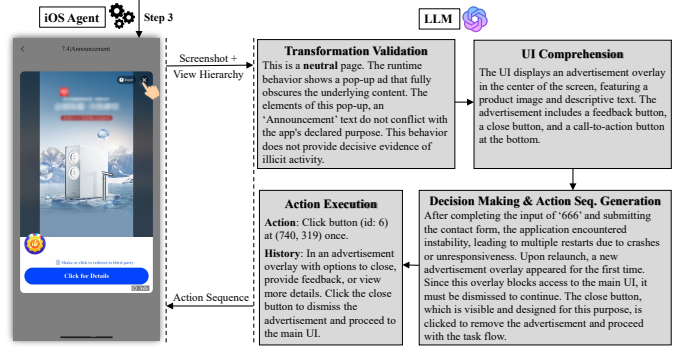 iOS Agent
Step 3
LLM
7.4|Announcement
Shake or click to redirect to third party
Click for Details
Screenshot +
View Hierarchy
Transformation Validation
This is a neutral page. The runtime
behavior shows a pop-up ad that fully
obscures the underlying content. The
elements of this pop-up, an
‘Announcement’ text do not conflict with
the app's declared purpose. This behavior
does not provide decisive evidence of
illicit activity.
UI Comprehension
The UI displays an advertisement overlay
in the center of the screen, featuring a
product image and descriptive text. The
advertisement includes a feedback button,
a close button, and a call-to-action button
at the bottom.
Decision Making & Action Seq. Generation
After completing the input of ‘666’ and submitting
the contact form, the application encountered
instability, leading to multiple restarts due to crashes
or unresponsiveness. Upon relaunch, a new
advertisement overlay appeared for the first time.
Since this overlay blocks access to the main UI, it
must be dismissed to continue. The close button,
which is visible and designed for this purpose, is
clicked to remove the advertisement and proceed
with the task flow.
Action Execution
Action: Click button (id: 6)
at (740, 319) once.
History: In an advertisement
overlay with options to close,
provide feedback, or view
more details. Click the close
button to dismiss the
advertisement and proceed to
the main UI.
Action Sequence